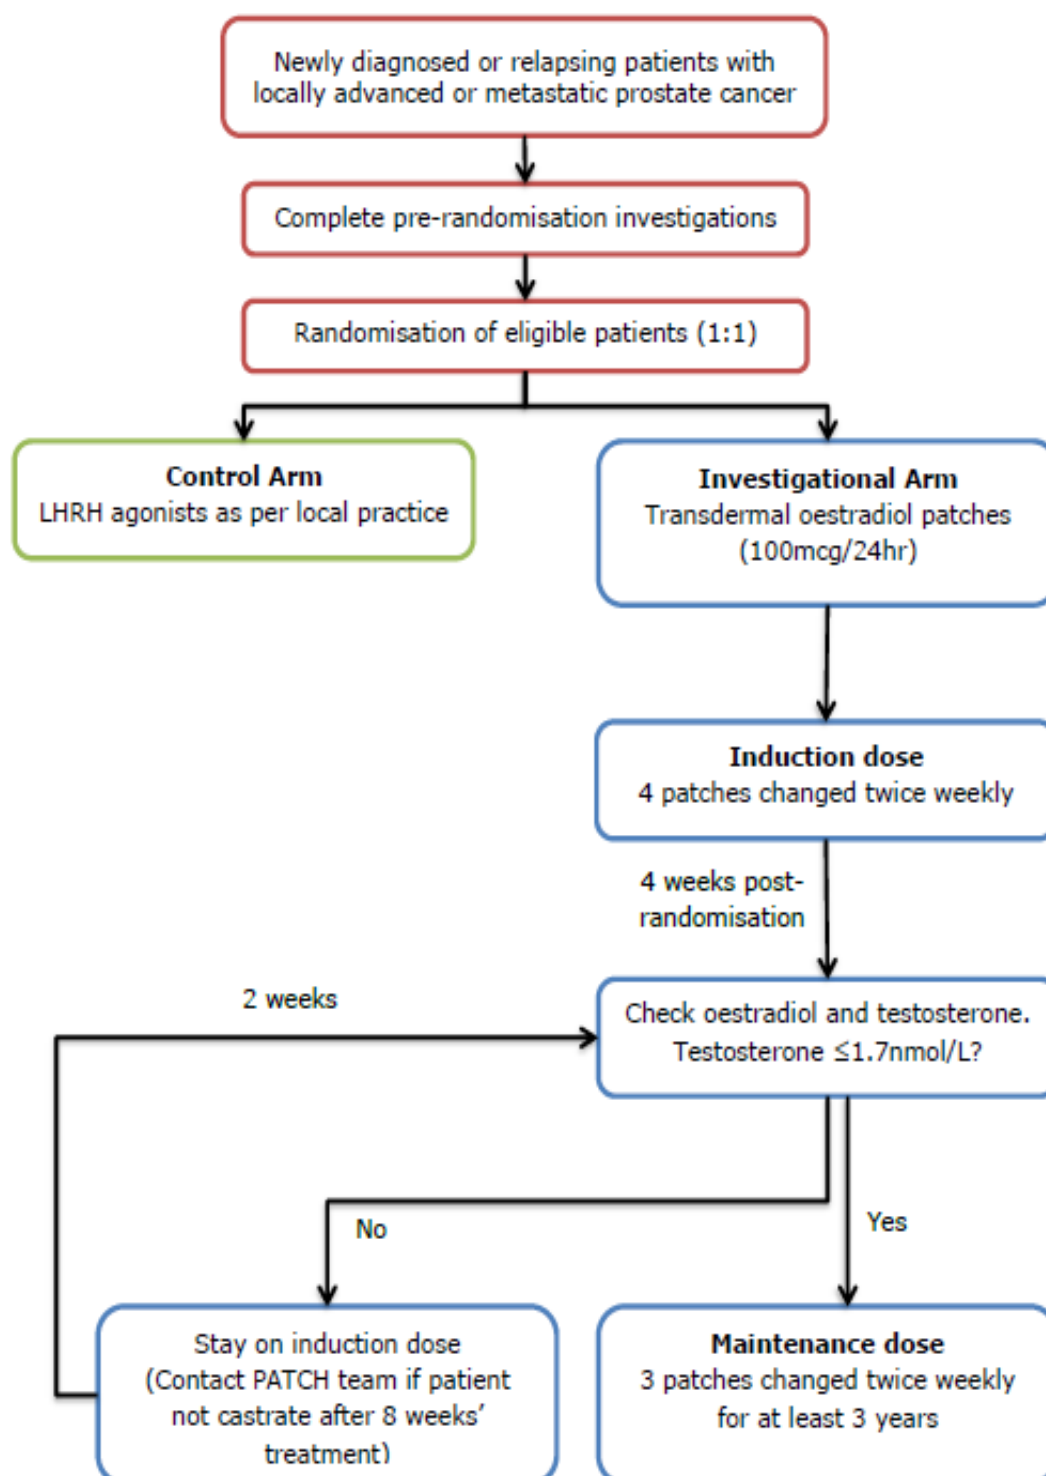 Newly diagnosed or relapsing patients with
locally advanced or metastatic prostate cancer
Complete pre-randomisation investigations
Randomisation of eligible patients (1:1)
Control Arm
LHRH agonists as per local practice
Investigational Arm
Transdermal oestradiol patches
(100mcg/24hr)
Induction dose
4 patches changed twice weekly
4 weeks post-
randomisation
2 weeks
Check oestradiol and testosterone.
Testosterone ≤1.7nmol/L?
No
Yes
Stay on induction dose
(Contact PATCH team if patient
not castrate after 8 weeks’
treatment)
Maintenance dose
3 patches changed twice weekly
for at least 3 years